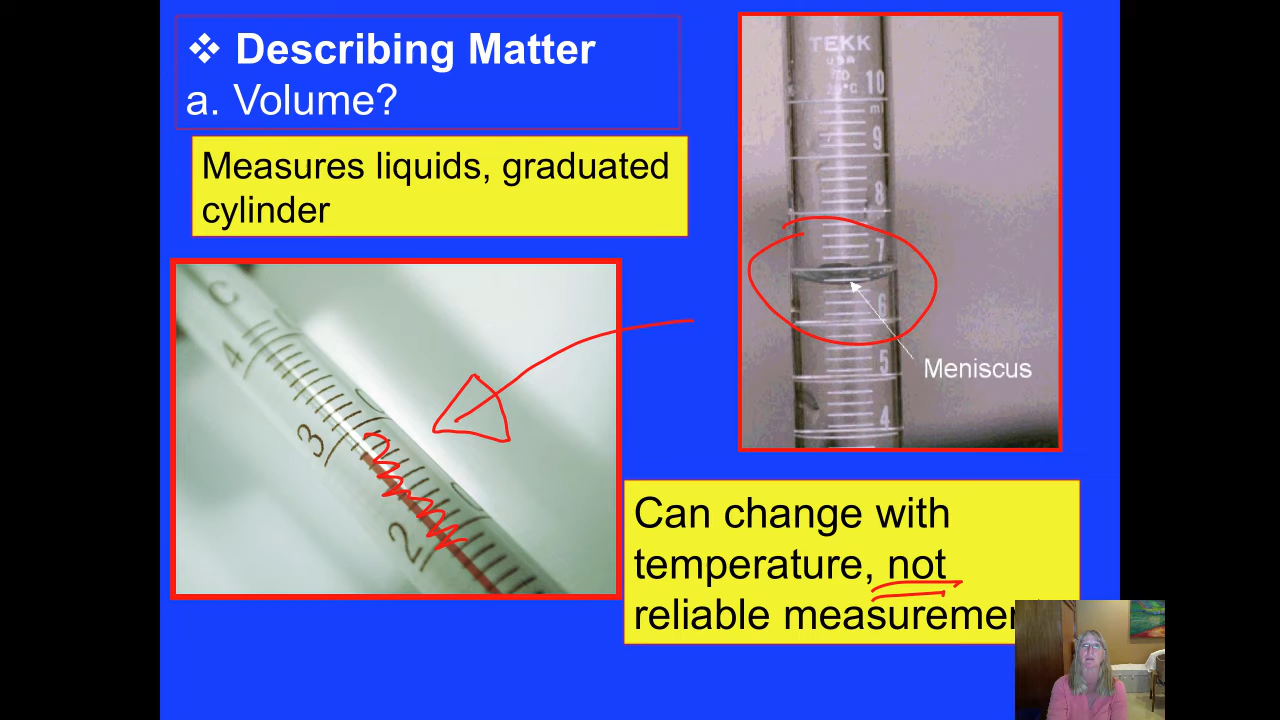 ❖ Describing Matter
a. Volume?
Measures liquids, graduated
cylinder
TEKK
USA
10
9
8
7
6
5
4
Meniscus
C
4
3
2
Can change with
temperature, not
reliable